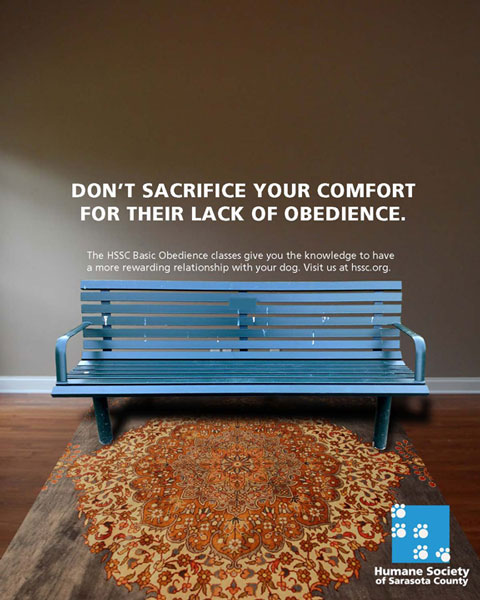 DON'T SACRIFICE YOUR COMFORT
FOR THEIR LACK OF OBEDIENCE.
The HSSC Basic Obedience classes give you the knowledge to have
a more rewarding relationship with your dog. Visit us at hssc.org.
Humane Society
of Sarasota County